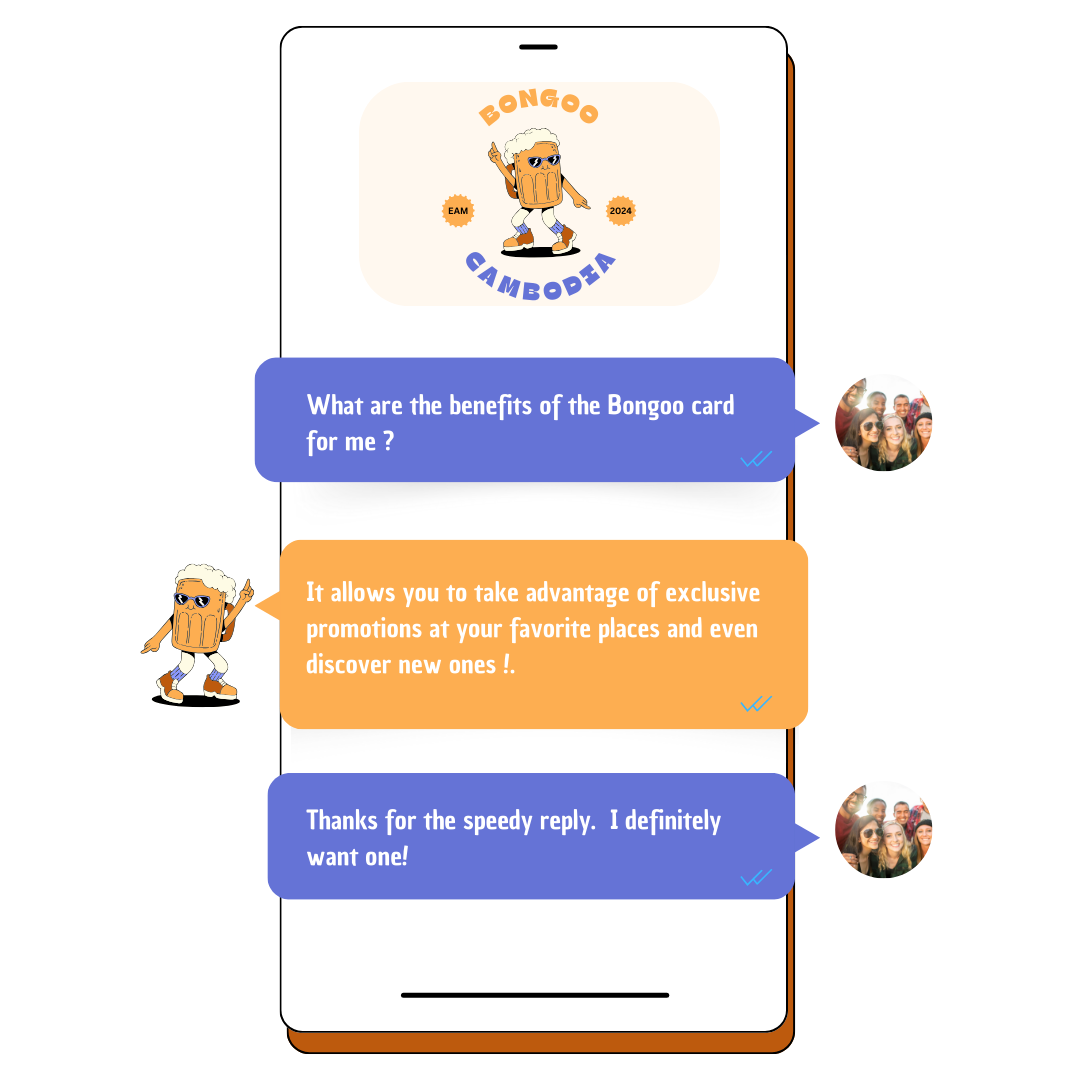 BONGOO
EAM
2024
CAMBODIA
What are the benefits of the Bongoo card
for me ?
It allows you to take advantage of exclusive
promotions at your favorite places and even
discover new ones !.
Thanks for the speedy reply.  I definitely
want one!